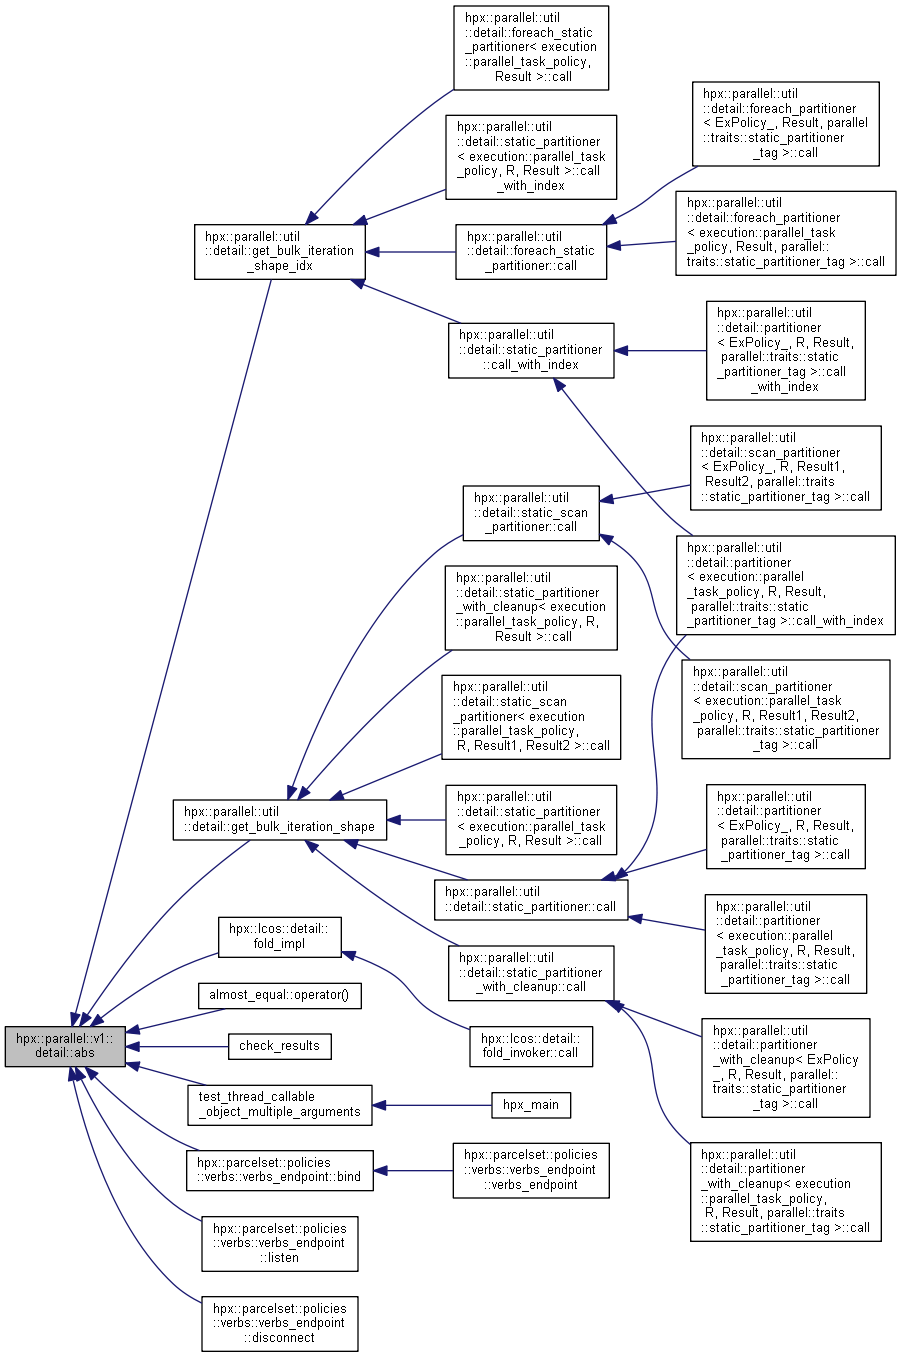 hpx::parallel::util
::detail::foreach_static
_partitioner< execution
::parallel_task_policy,
Result >::call
hpx::parallel::util
::detail::foreach_partitioner
< ExPolicy_, Result, parallel
::traits::static_partitioner
_tag >::call
hpx::parallel::util
::detail::static_partitioner
< execution::parallel_task
_policy, R, Result >::call
_with_index
hpx::parallel::util
::detail::foreach_partitioner
< execution::parallel_task
_policy, Result, parallel::
traits::static_partitioner_tag >::call
hpx::parallel::util
::detail::get_bulk_iteration
_shape_idx
hpx::parallel::util
::detail::foreach_static
_partitioner::call
hpx::parallel::util
::detail::partitioner
< ExPolicy_, R, Result,
parallel::traits::static
_partitioner_tag >::call
_with_index
hpx::parallel::util
::detail::static_partitioner
::call_with_index
hpx::parallel::util
::detail::scan_partitioner
< ExPolicy_, R, Result1,
Result2, parallel::traits
::static_partitioner_tag >::call
hpx::parallel::util
::detail::static_scan
_partitioner::call
hpx::parallel::util
::detail::partitioner
< execution::parallel
_task_policy, R, Result,
parallel::traits::static
_partitioner_tag >::call_with_index
hpx::parallel::util
::detail::static_partitioner
_with_cleanup< execution
::parallel_task_policy, R,
Result >::call
hpx::parallel::util
::detail::scan_partitioner
< execution::parallel_task
_policy, R, Result1, Result2,
parallel::traits::static_partitioner
_tag >::call
hpx::parallel::util
::detail::static_scan
_partitioner< execution
::parallel_task_policy,
R, Result1, Result2 >::call
hpx::parallel::util
::detail::get_bulk_iteration_shape
hpx::parallel::util
::detail::static_partitioner
< execution::parallel_task
_policy, R, Result >::call
hpx::parallel::util
::detail::partitioner
< ExPolicy_, R, Result,
parallel::traits::static
_partitioner_tag >::call
hpx::parallel::util
::detail::static_partitioner::call
hpx::parallel::util
::detail::partitioner
< execution::parallel
_task_policy, R, Result,
parallel::traits::static
_partitioner_tag >::call
hpx::lcos::detail::
fold_impl
hpx::parallel::util
::detail::static_partitioner
_with_cleanup::call
almost_equal::operator()
hpx::parallel::v1::
detail::abs
check_results
hpx::lcos::detail::
fold_invoker::call
hpx::parallel::util
::detail::partitioner
_with_cleanup< ExPolicy
_, R, Result, parallel::
traits::static_partitioner
_tag >::call
test_thread_callable
_object_multiple_arguments
hpx_main
hpx::parcelset::policies
::verbs::verbs_endpoint::bind
hpx::parcelset::policies
::verbs::verbs_endpoint
::verbs_endpoint
hpx::parallel::util
::detail::partitioner
_with_cleanup< execution
::parallel_task_policy,
R, Result, parallel::traits
::static_partitioner_tag >::call
hpx::parcelset::policies
::verbs::verbs_endpoint
::listen
hpx::parcelset::policies
::verbs::verbs_endpoint
::disconnect